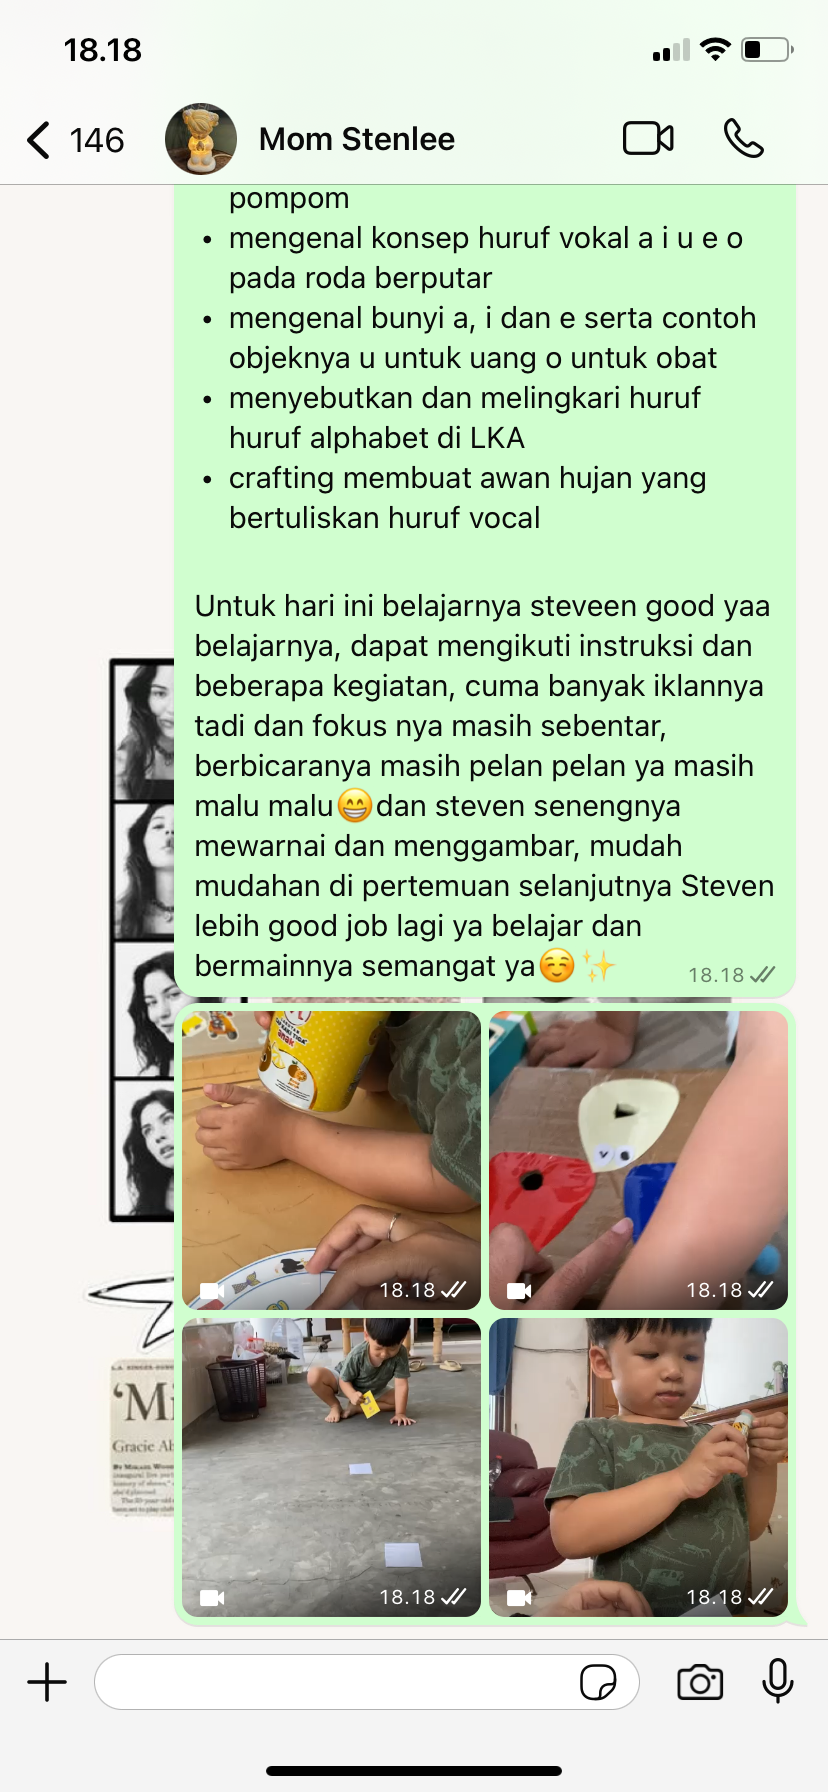 18.18
146
Mom Stenlee
pompom
• mengenal konsep huruf vokal a i u e o
pada roda berputar
• mengenal bunyi a, i dan e serta contoh
objeknya u untuk uang o untuk obat
• menyebutkan dan melingkari huruf
huruf alphabet di LKA
• crafting membuat awan hujan yang
bertuliskan huruf vocal
Untuk hari ini belajarnya steveen good yaa
belajarnya, dapat mengikuti instruksi dan
beberapa kegiatan, cuma banyak iklannya
tadi dan fokus nya masih sebentar,
berbicaranya masih pelan pelan ya masih
malu malu😁dan steven senengnya
mewarnai dan menggambar, mudah
mudahan di pertemuan selanjutnya Steven
lebih good job lagi ya belajar dan
bermainnya semangat ya☺️✨
18.18
anak
18.18
18.18
‘Mi
Gracie Ab
18.18
18.18